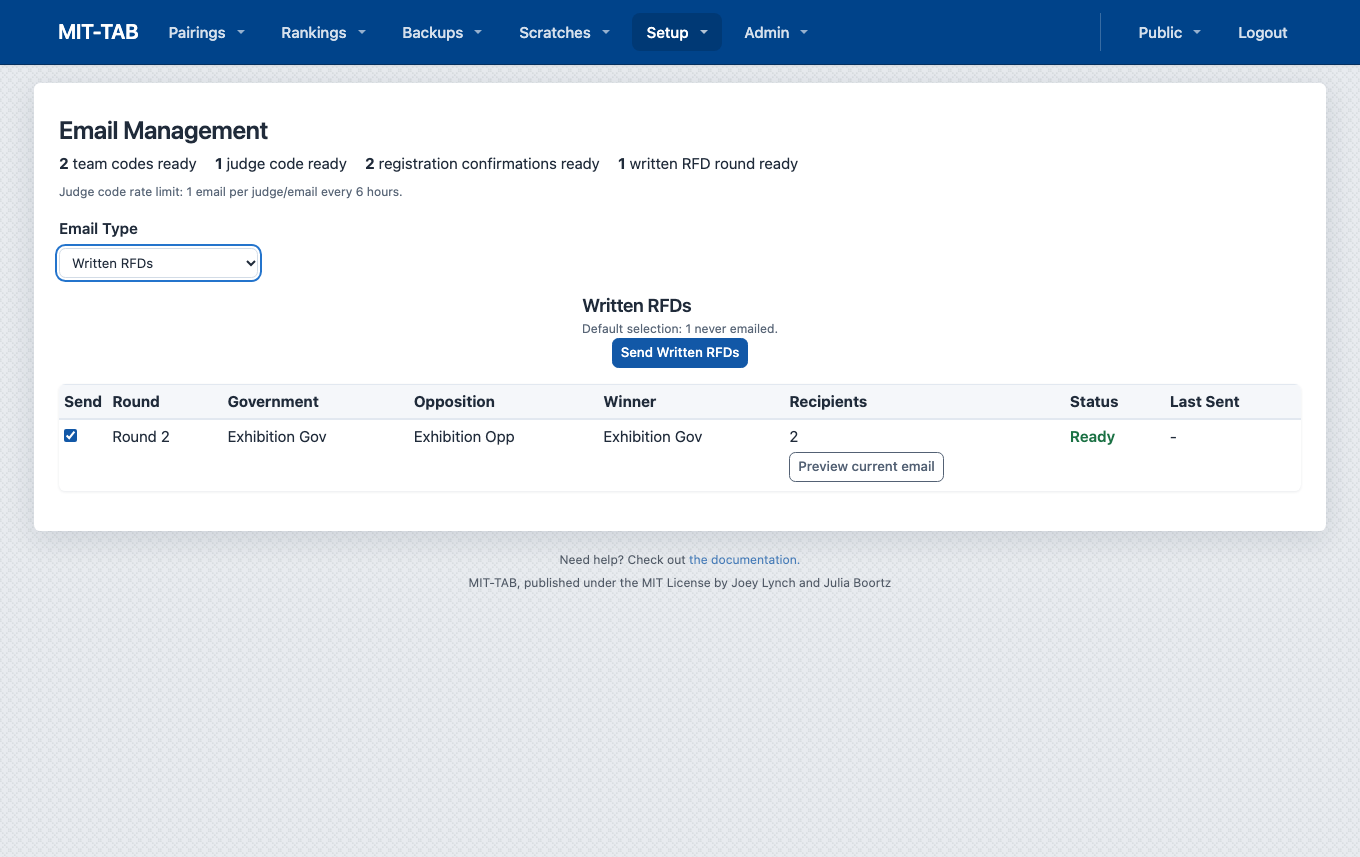 MIT-TAB Pairings Rankings Backups Scratches Setup Admin Public Logout
Email Management
2 team codes ready 1 judge code ready 2 registration confirmations ready 1 written RFD round ready
Judge code rate limit: 1 email per judge/email every 6 hours.
Email Type
Written RFDs
Written RFDs
Default selection: 1 never emailed.
Send Written RFDs
Send Round Government Opposition Winner Recipients Status Last Sent
Round 2 Exhibition Gov Exhibition Opp Exhibition Gov 2 Ready -
Preview current email
Need help? Check out the documentation.
MIT-TAB, published under the MIT License by Joey Lynch and Julia Boortz